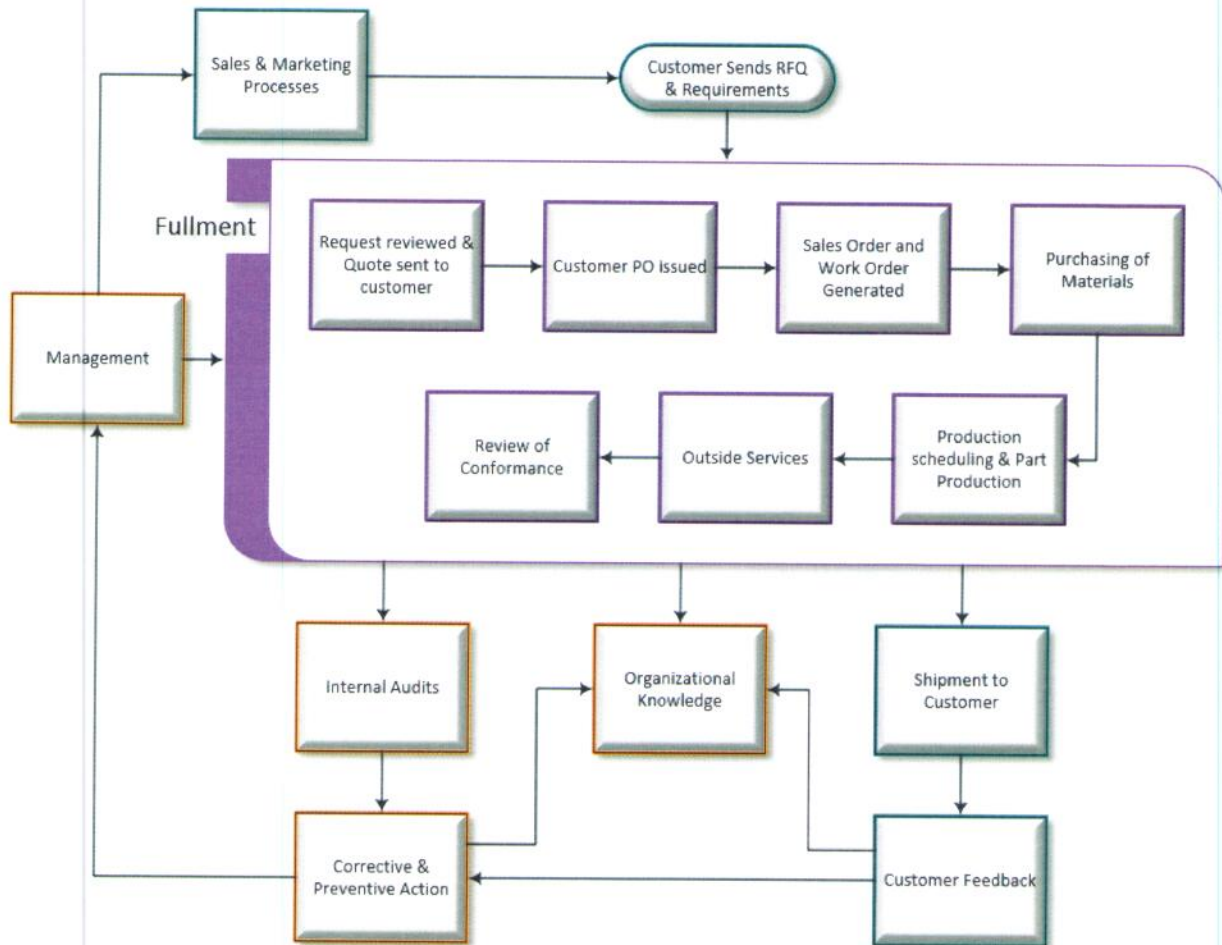 Sales & Marketing
Processes
Customer Sends RFQ
& Requirements
Fullment
Request reviewed &
Quote sent to
customer
Customer PO issued
Sales Order and
Work Order
Generated
Purchasing of
Materials
Management
Review of
Conformance
Outside Services
Production
scheduling & Part
Production
Internal Audits
Organizational
Knowledge
Shipment to
Customer
Corrective &
Preventive Action
Customer Feedback